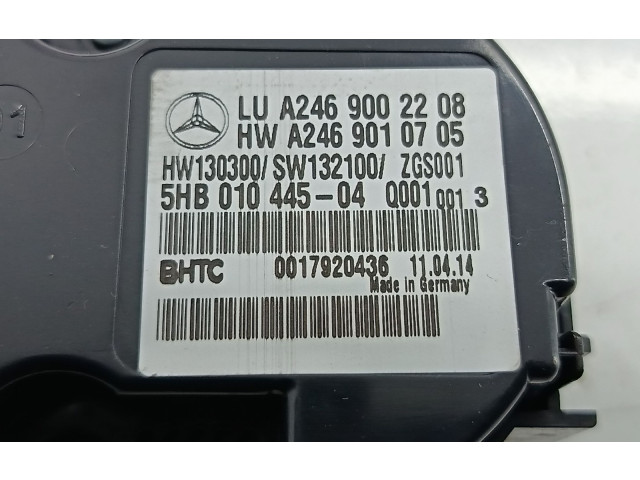 LU A246 900 22 08
HW A246 901 07 05
HW130300/ SW132100/ ZGS001
5HB 010 445-04 Q001 001 3
BHTC 0017920436 11.04.14
Made in Germany